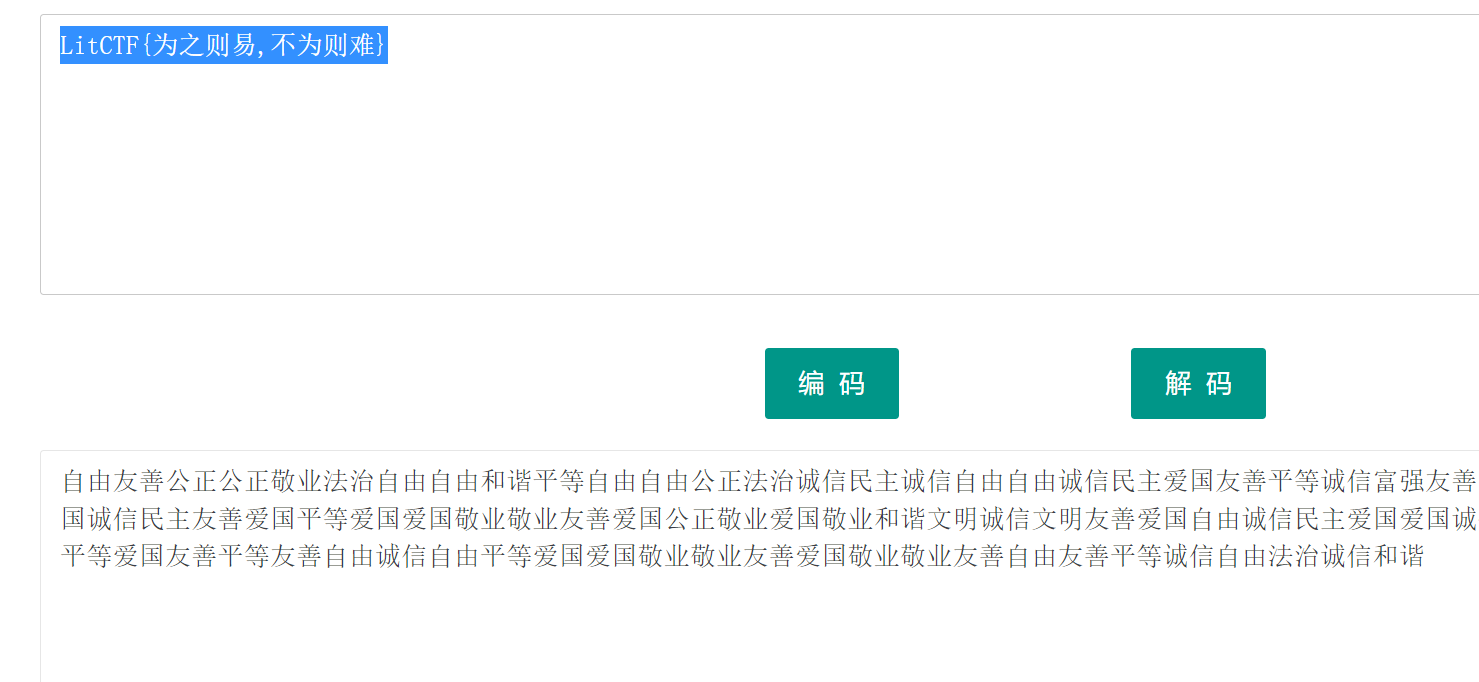 LitCTF{为之则易,不为则难}
编 码
解 码
自由友善公正公正敬业法治自由自由和谐平等自由自由公正法治诚信民主诚信自由自由诚信民主爱国友善平等诚信富强友善
国诚信民主友善爱国平等爱国爱国敬业敬业友善爱国公正敬业爱国敬业和谐文明诚信文明友善爱国自由诚信民主爱国爱国诚
平等爱国友善平等友善自由诚信自由平等爱国爱国敬业敬业友善爱国敬业敬业友善自由友善平等诚信自由法治诚信和谐